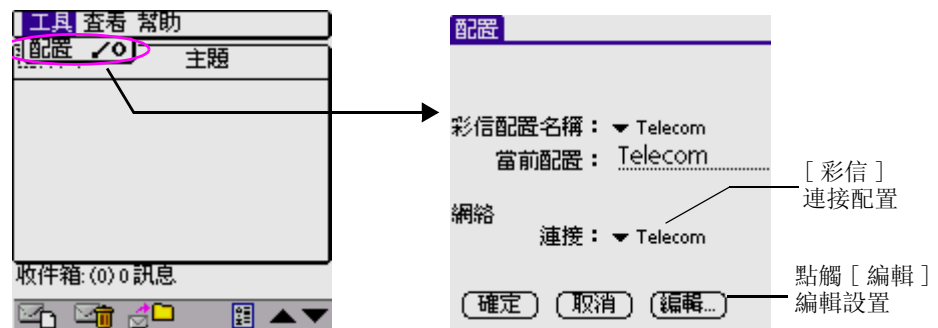 工具 查看 幫助
配置 ✓O
主題
收件箱: (0) 0 訊息
配置
彩信配置名稱： ▼ Telecom
當前配置： Telecom
網絡
連接： ▼ Telecom
確定 取消 編輯...
［ 彩信 ］
連接配置
點觸［ 編輯 ］
編輯設置